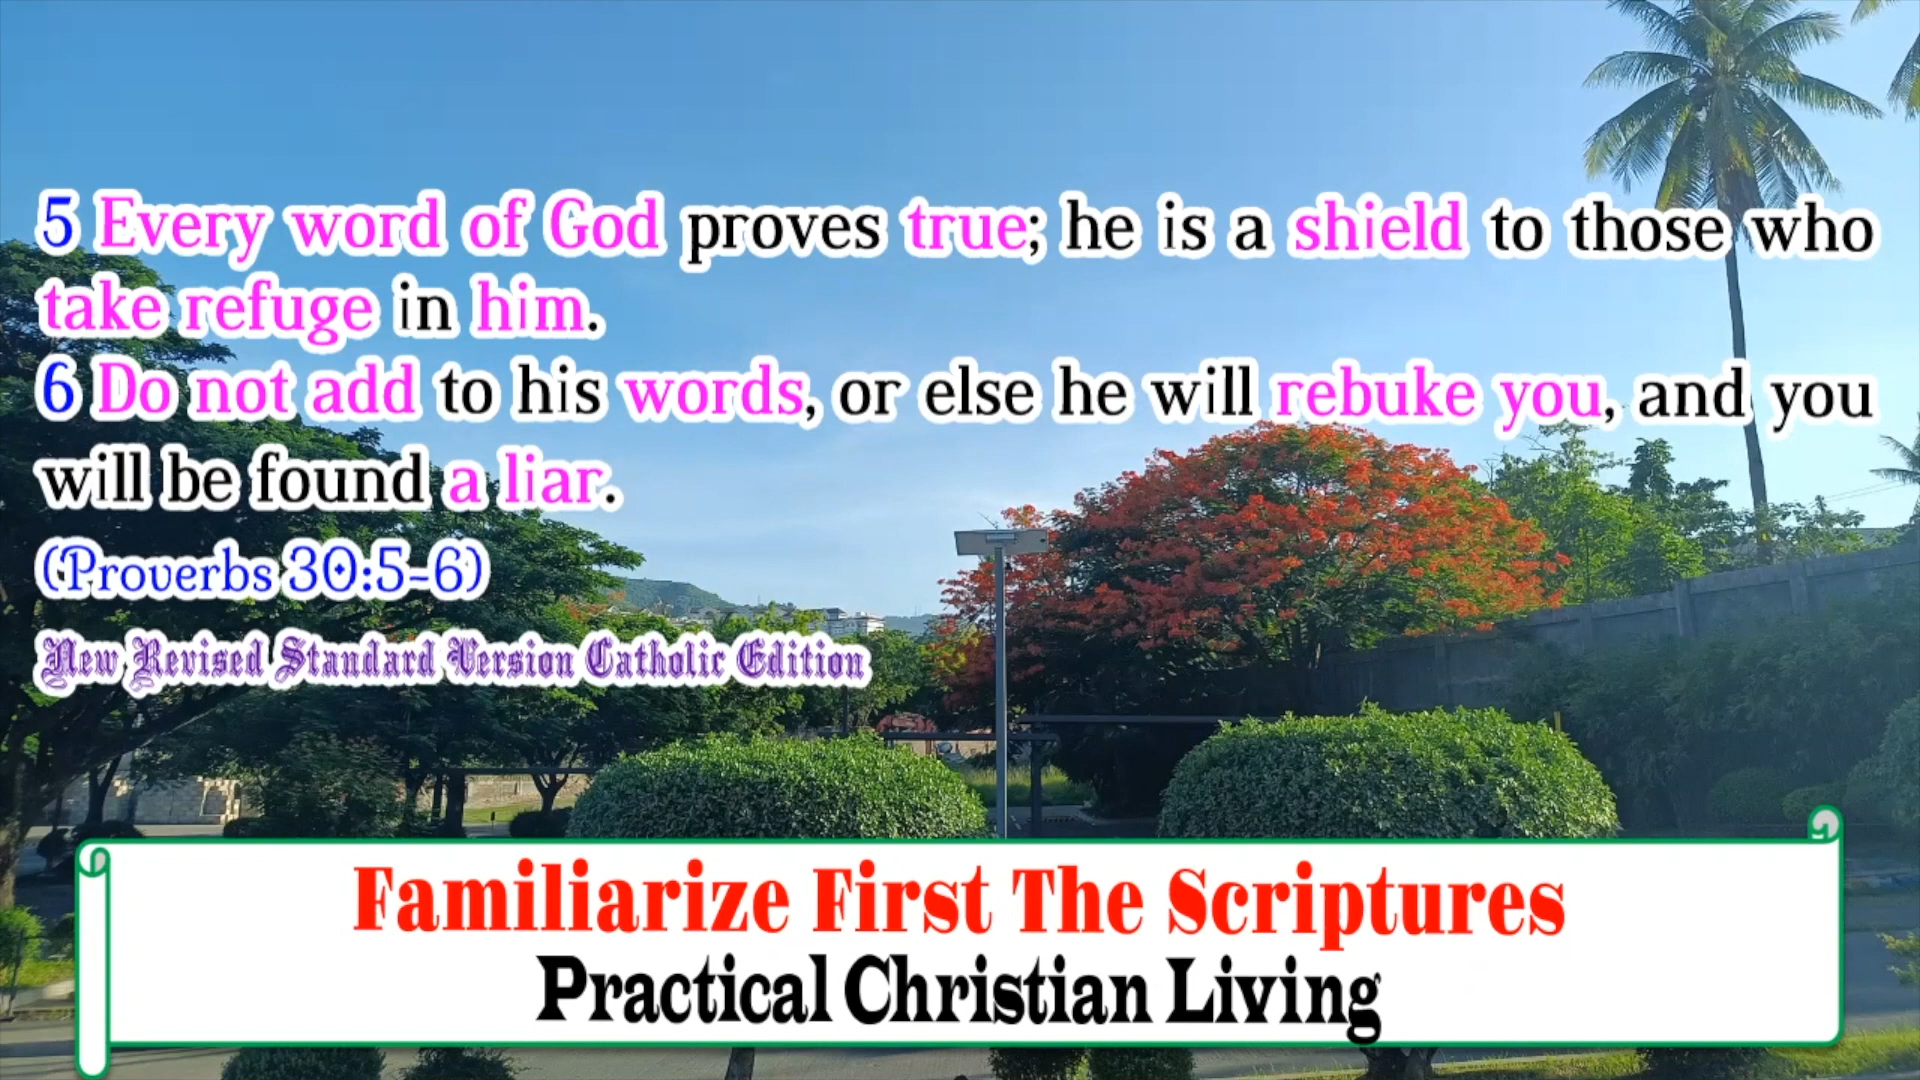 5 Every word of God proves true; he is a shield to those who
take refuge in him.
6 Do not add to his words, or else he will rebuke you, and you
will be found a liar.
(Proverbs 30:5-6)
New Revised Standard Version Catholic Edition
Familiarize First The Scriptures
Practical Christian Living